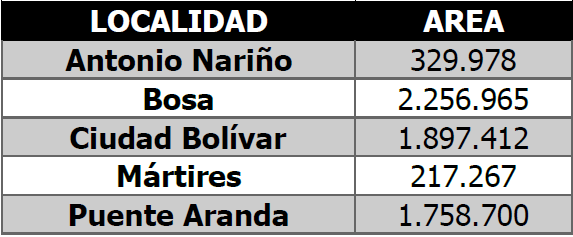 LOCALIDAD AREA
Antonio Nariño 329.978
Bosa 2.256.965
Ciudad Bolívar 1.897.412
Mártires 217.267
Puente Aranda 1.758.700